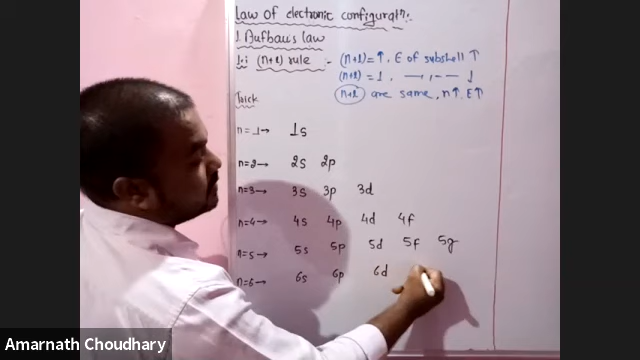 Law of electronic configuratn:.
1. Aufbau's law
1.: (n+l) rule :- (n+l)= ↑, E of subshell ↑
(n+l) = ↓, —,,— — ↓
(n+l) are same, n↑, E↑
Trick
n=1→ 1s
n=2→ 2s 2p
n=3→ 3s 3p 3d
n=4→ 4s 4p 4d 4f
n=5→ 5s 5p 5d 5f 5g
n=6→ 6s 6p 6d
Amarnath Choudhary